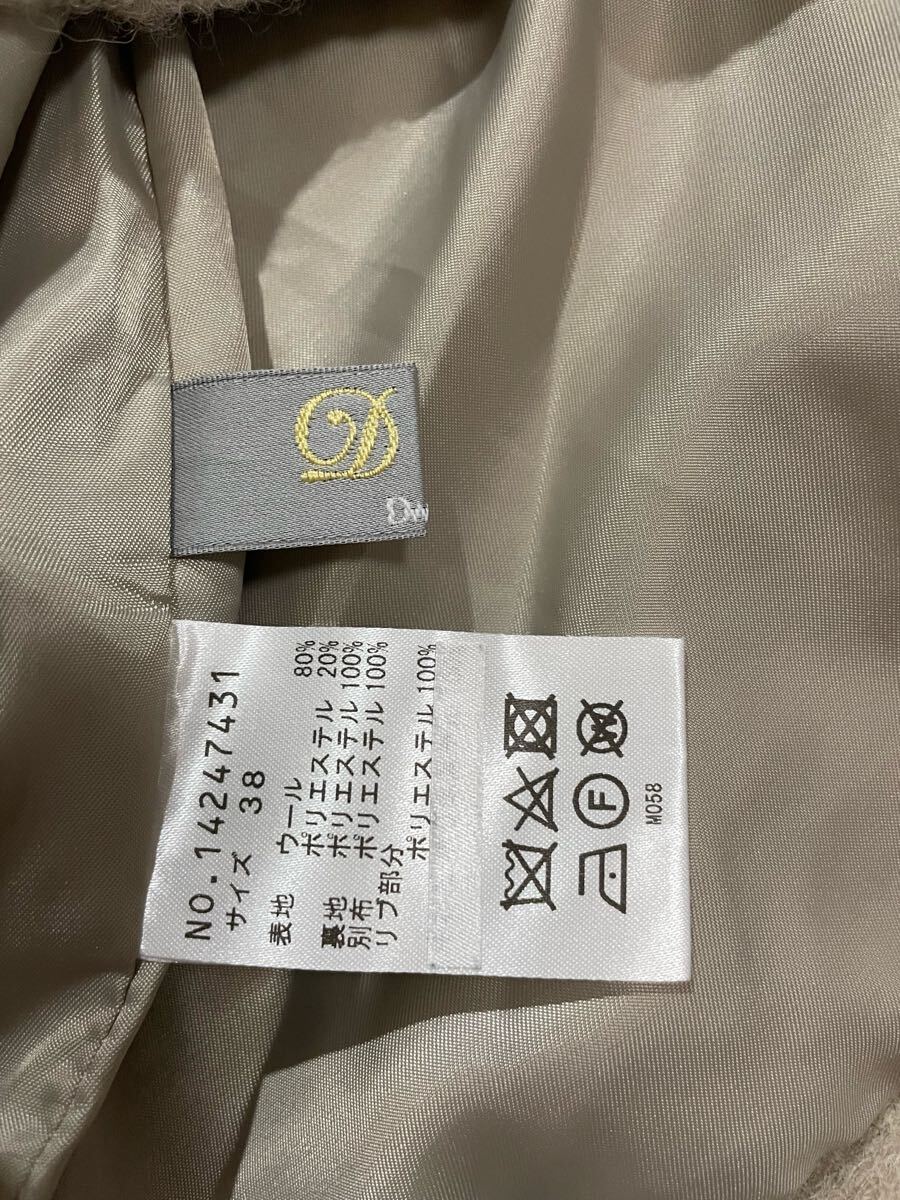 D
Dw
NO.14247431
サイズ 38
表地 ウール 80%
ポリエステル 20%
裏地 ポリエステル 100%
別布 ポリエステル 100%
リブ部分
ポリエステル 100%
F
W
M058